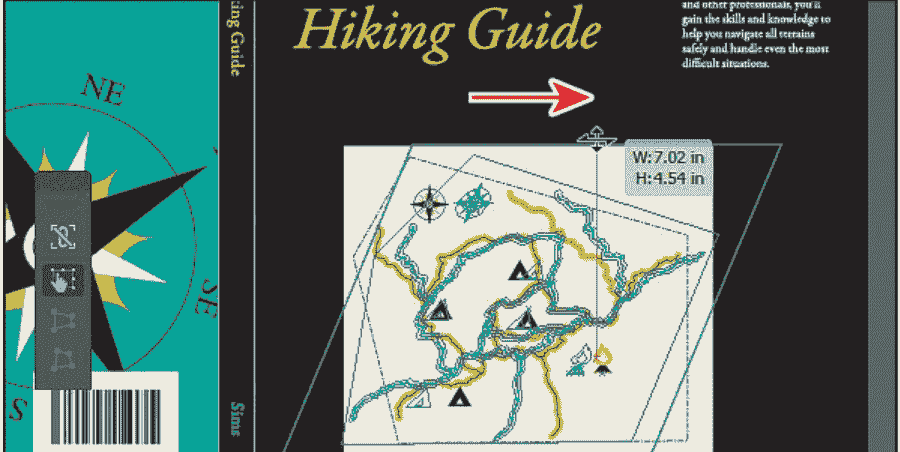 NE
SE
S
king Guide
Sims
Hiking Guide
and other professionals, you'll
gain the skills and knowledge to
help you navigate all terrains
safely and handle even the most
difficult situations.
W:7.02 in
H:4.54 in